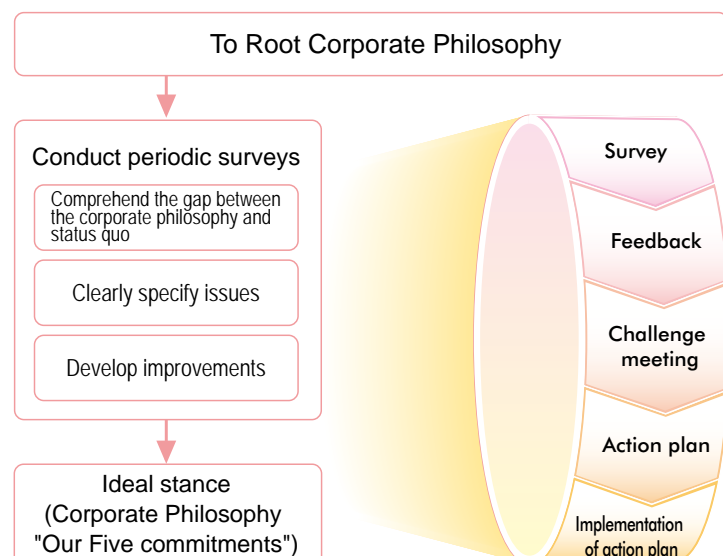 To Root Corporate Philosophy
Conduct periodic surveys
Comprehend the gap between
the corporate philosophy and
status quo
Clearly specify issues
Develop improvements
Ideal stance
(Corporate Philosophy
"Our Five commitments")
Survey
Feedback
Challenge
meeting
Action plan
Implementation
of action plan